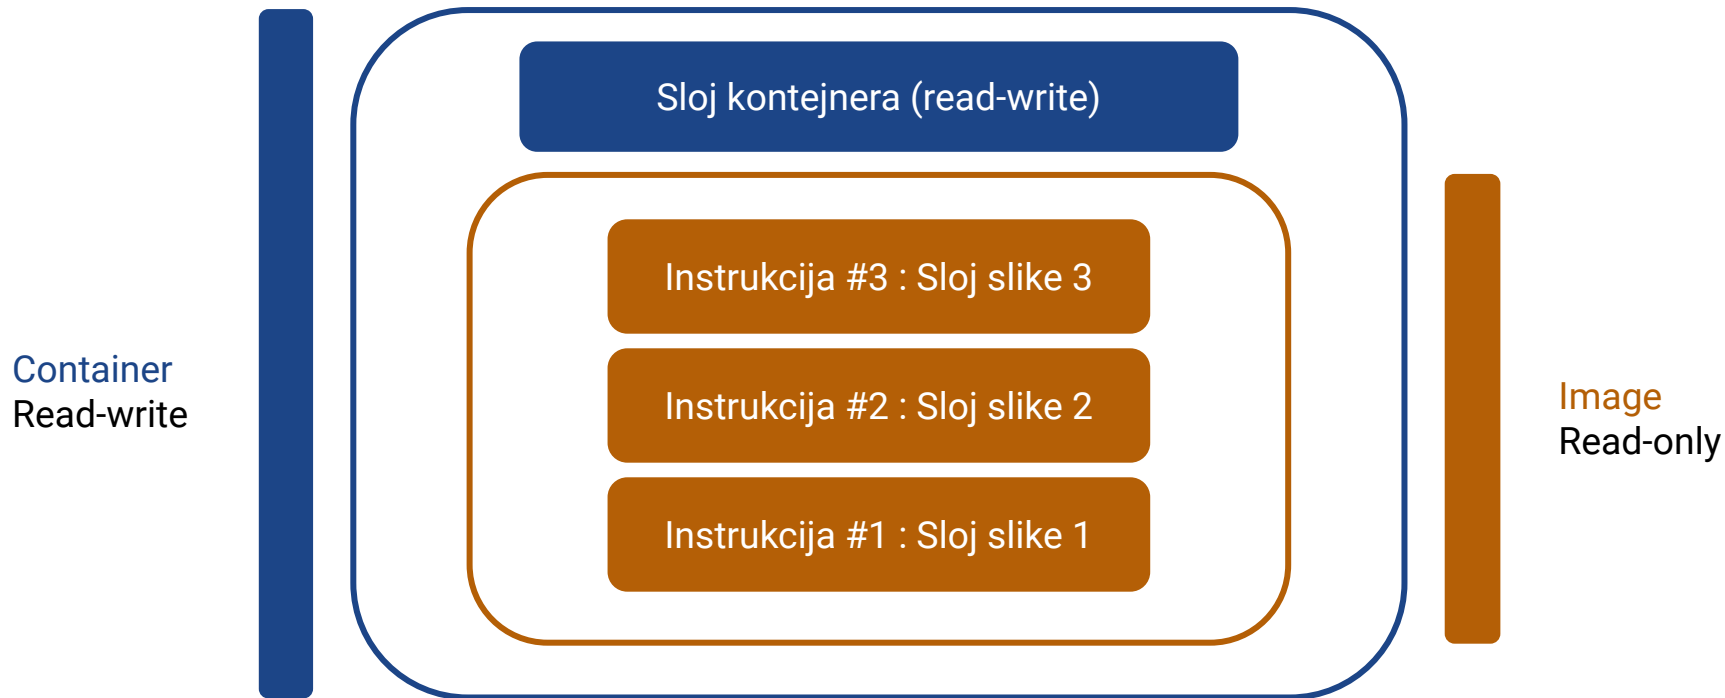 Sloj kontejnera (read-write)
Instrukcija #3 : Sloj slike 3
Instrukcija #2 : Sloj slike 2
Instrukcija #1 : Sloj slike 1
Container
Read-write
Image
Read-only